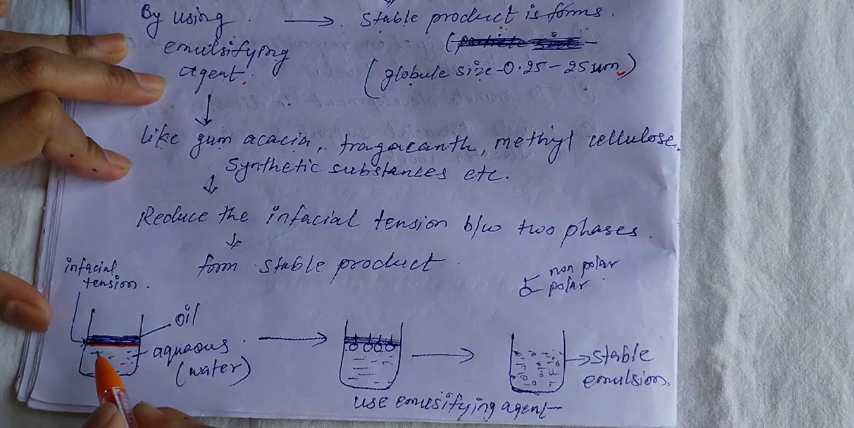 By using → stable product is forms.
emulsifying
agent.
(globule size - 0.25 - 25 um)
↓
like gum acacia, tragacanth, methyl cellulose.
Synthetic substances etc.
↓
Reduce the infacial tension b/w two phases.
↓
form stable product
non polar
polar
infacial
tension
oil
aqueous
(water)
→
→
→ stable
emulsion
use emusifying agent